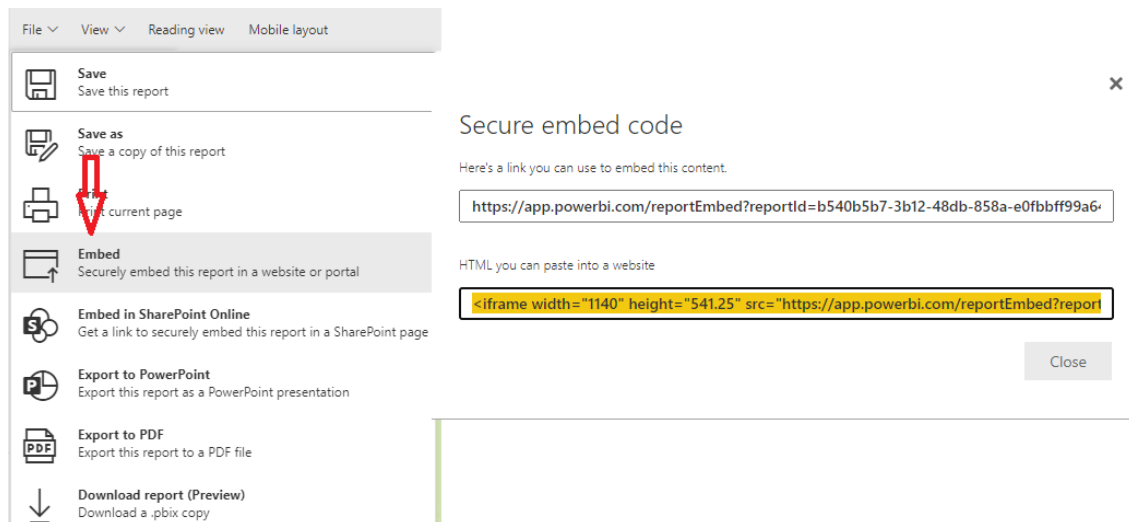 File View Reading view Mobile layout
Save
Save this report
Save as
Save a copy of this report
Print
Print current page
Embed
Securely embed this report in a website or portal
Embed in SharePoint Online
Get a link to securely embed this report in a SharePoint page
Export to PowerPoint
Export this report as a PowerPoint presentation
PDF
Export to PDF
Export this report to a PDF file
Download report (Preview)
Download a .pbix copy
Secure embed code
Here's a link you can use to embed this content.
https://app.powerbi.com/reportEmbed?reportId=b540b5b7-3b12-48db-858a-e0fbbff99a64
HTML you can paste into a website
<iframe width="1140" height="541.25" src="https://app.powerbi.com/reportEmbed?report
Close